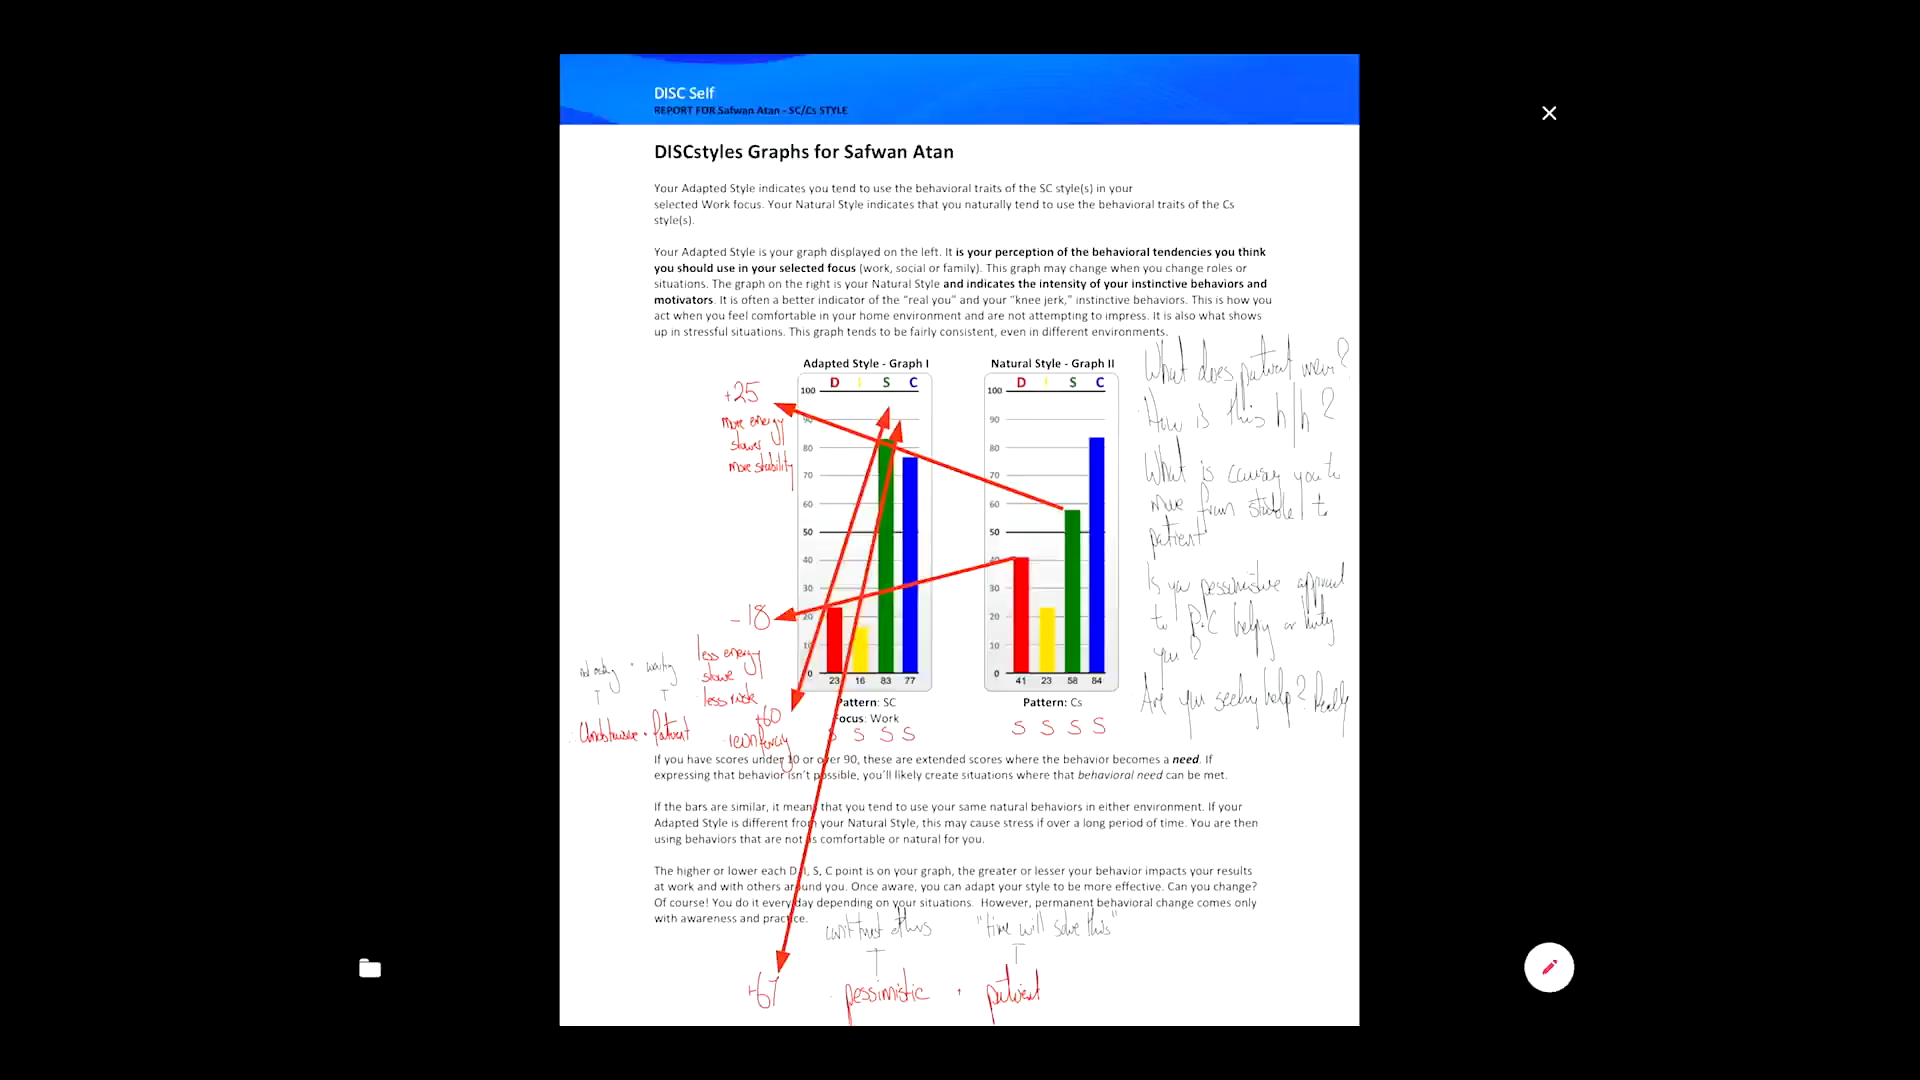 DISC Self
REPORT FOR Safwan Atan - SC/Cs STYLE
DISCstyles Graphs for Safwan Atan
Your Adapted Style indicates you tend to use the behavioral traits of the SC style(s) in your
selected Work focus. Your Natural Style indicates that you naturally tend to use the behavioral traits of the Cs
style(s).
Your Adapted Style is your graph displayed on the left. It is your perception of the behavioral tendencies you think
you should use in your selected focus (work, social or family). This graph may change when you change roles or
situations. The graph on the right is your Natural Style and indicates the intensity of your instinctive behaviors and
motivators. It is often a better indicator of the "real you" and your "knee jerk," instinctive behaviors. This is how you
act when you feel comfortable in your home environment and are not attempting to impress. It is also what shows
up in stressful situations. This graph tends to be fairly consistent, even in different environments.
Adapted Style - Graph I
D I S C
100
90
80
70
60
50
40
30
20
10
0
23 16 83 77
Pattern: SC
Focus: Work
S S S S
Natural Style - Graph II
D I S C
100
90
80
70
60
50
40
30
20
10
0
41 23 58 84
Pattern: Cs
S S S S
+25
more energy
slower
more stability
-18
less energy
slowe
less risk
+60
not acting · waiting
· Patient
What does patient mean?
How is this h/h?
What is causing you to
move from stable to
patient
Is your pessimistic
to P.C helping or
you?
Are you seeking help? Really
If you have scores under 10 or over 90, these are extended scores where the behavior becomes a need. If
expressing that behavior isn't possible, you'll likely create situations where that behavioral need can be met.
If the bars are similar, it means that you tend to use your same natural behaviors in either environment. If your
Adapted Style is different from your Natural Style, this may cause stress if over a long period of time. You are then
using behaviors that are not as comfortable or natural for you.
The higher or lower each D, I, S, C point is on your graph, the greater or lesser your behavior impacts your results
at work and with others around you. Once aware, you can adapt your style to be more effective. Can you change?
Of course! You do it every day depending on your situations. However, permanent behavioral change comes only
with awareness and practice.
can't trust others "time will solve this"
+67 · pessimistic · patient